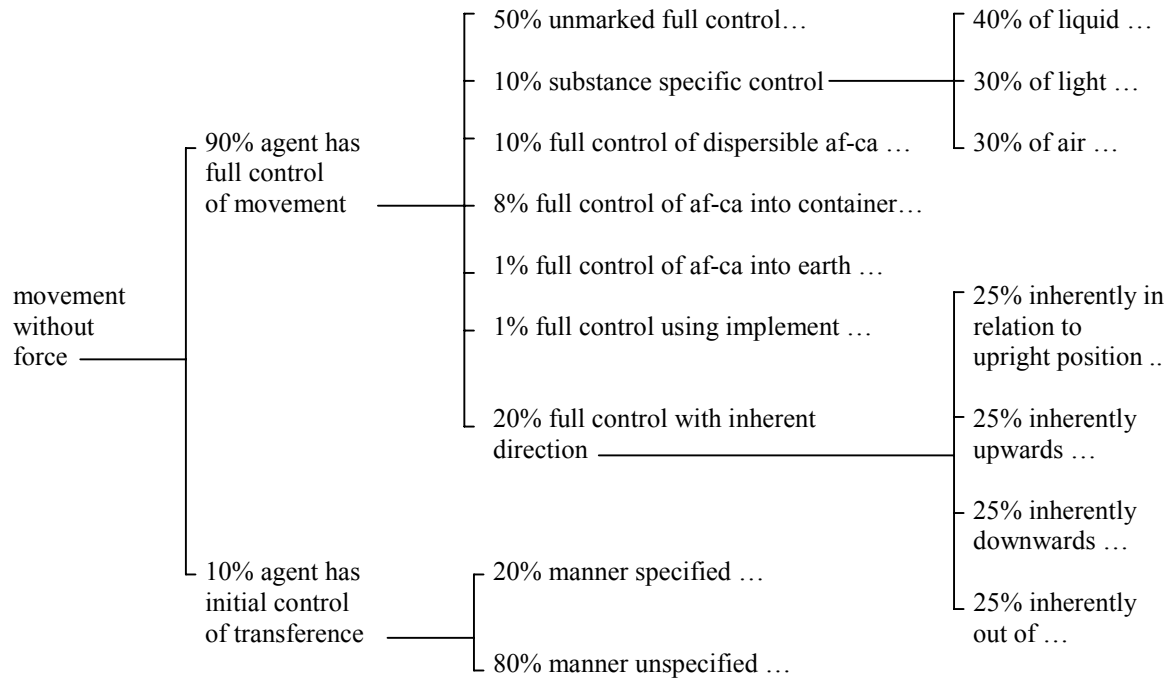 movement
without
force
90% agent has
full control
of movement
10% agent has
initial control
of transference
50% unmarked full control…
10% substance specific control
10% full control of dispersible af-ca …
8% full control of af-ca into container…
1% full control of af-ca into earth …
1% full control using implement …
20% full control with inherent
direction
20% manner specified …
80% manner unspecified …
40% of liquid …
30% of light …
30% of air …
25% inherently in
relation to
upright position ..
25% inherently
upwards …
25% inherently
downwards …
25% inherently
out of …